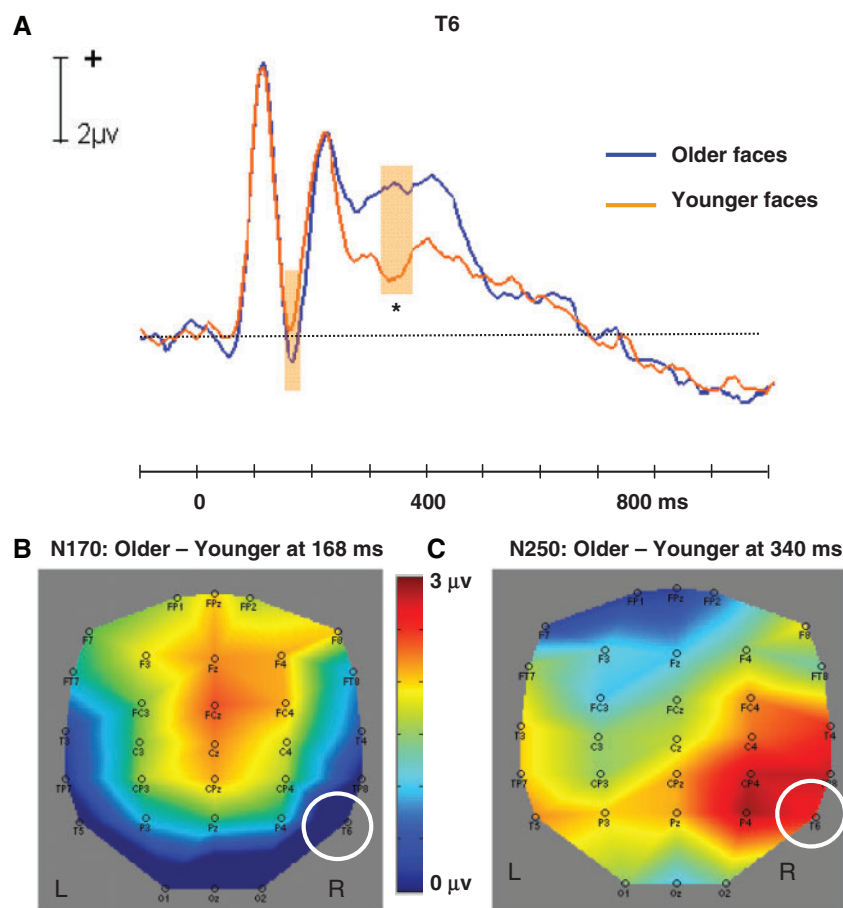 A
T6
+
2μv
Older faces
Younger faces
*
0 400 800 ms
B N170: Older – Younger at 168 ms
C N250: Older – Younger at 340 ms
3 μv
0 μv
FP1 FPz FP2
F7 F8
F3 Fz F4
FT7 FT8
FC3 FCz FC4
T3 T4
C3 Cz C4
TP7 TP8
CP3 CPz CP4
T5 P3 Pz P4 T6
L R
O1 Oz O2
FP1 FPz FP2
F7 F8
F3 Fz F4
FT7 FT8
FC3 FCz FC4
T3 T4
C3 Cz C4
TP7
CP3 CPz CP4
T5 P3 Pz P4 T6
L R
O1 Oz O2